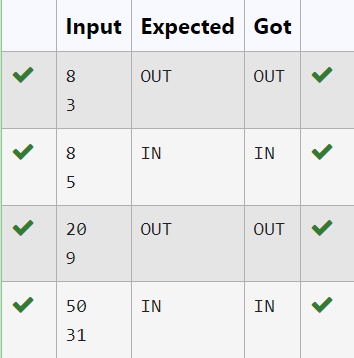 Input Expected Got
8 OUT OUT
3
8 IN IN
5
20 OUT OUT
9
50 IN IN
31